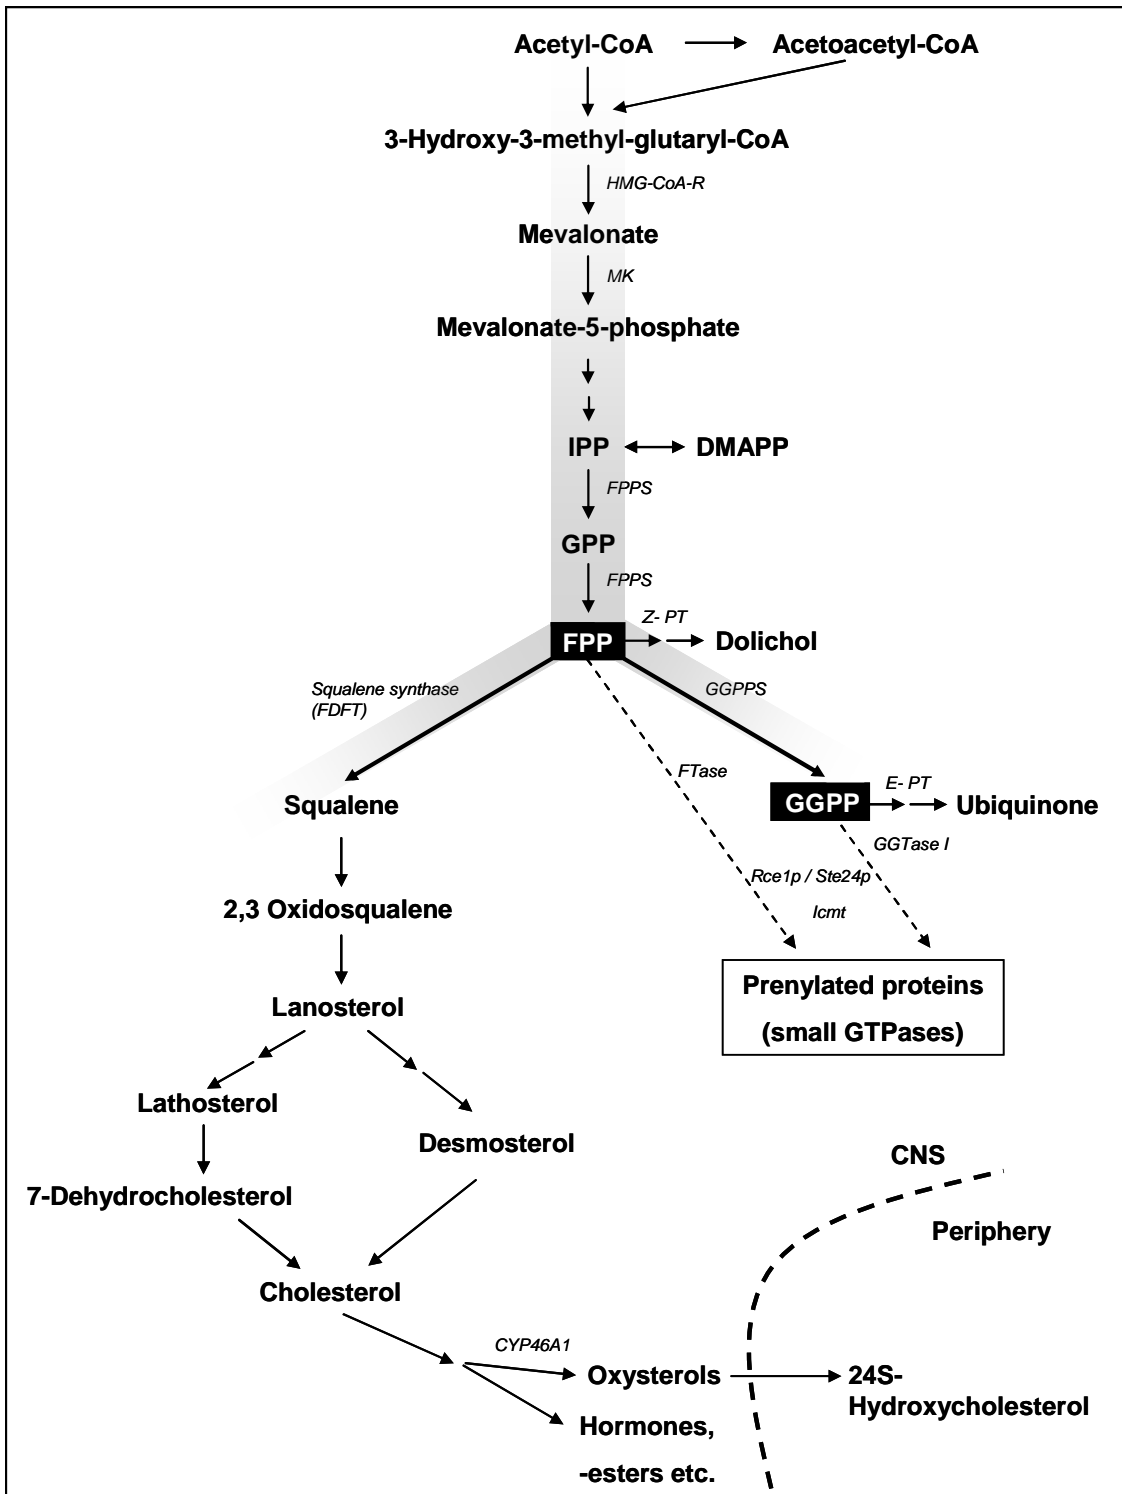 Acetyl-CoA
Acetoacetyl-CoA
3-Hydroxy-3-methyl-glutaryl-CoA
HMG-CoA-R
Mevalonate
MK
Mevalonate-5-phosphate
IPP
DMAPP
FPPS
GPP
FPPS
Z- PT
FPP
Dolichol
Squalene synthase
(FDFT)
GGPPS
FTase
E- PT
Squalene
GGPP
Ubiquinone
GGTase I
Rce1p / Ste24p
Icmt
2,3 Oxidosqualene
Prenylated proteins
(small GTPases)
Lanosterol
Lathosterol
Desmosterol
CNS
7-Dehydrocholesterol
Periphery
Cholesterol
CYP46A1
Oxysterols
24S-
Hydroxycholesterol
Hormones,
-esters etc.